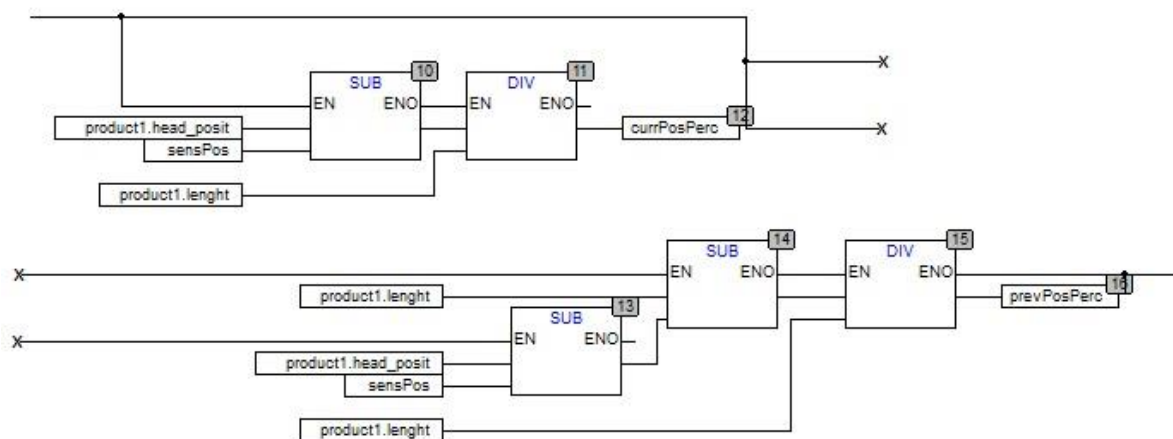 10 11
SUB DIV
EN ENO EN ENO
12
product1.head_posit currPosPerc
sensPos
product1.lenght
X
X
14 15
SUB DIV
X EN ENO EN ENO
16
product1.lenght prevPosPerc
13
SUB
X EN ENO
product1.head_posit
sensPos
product1.lenght